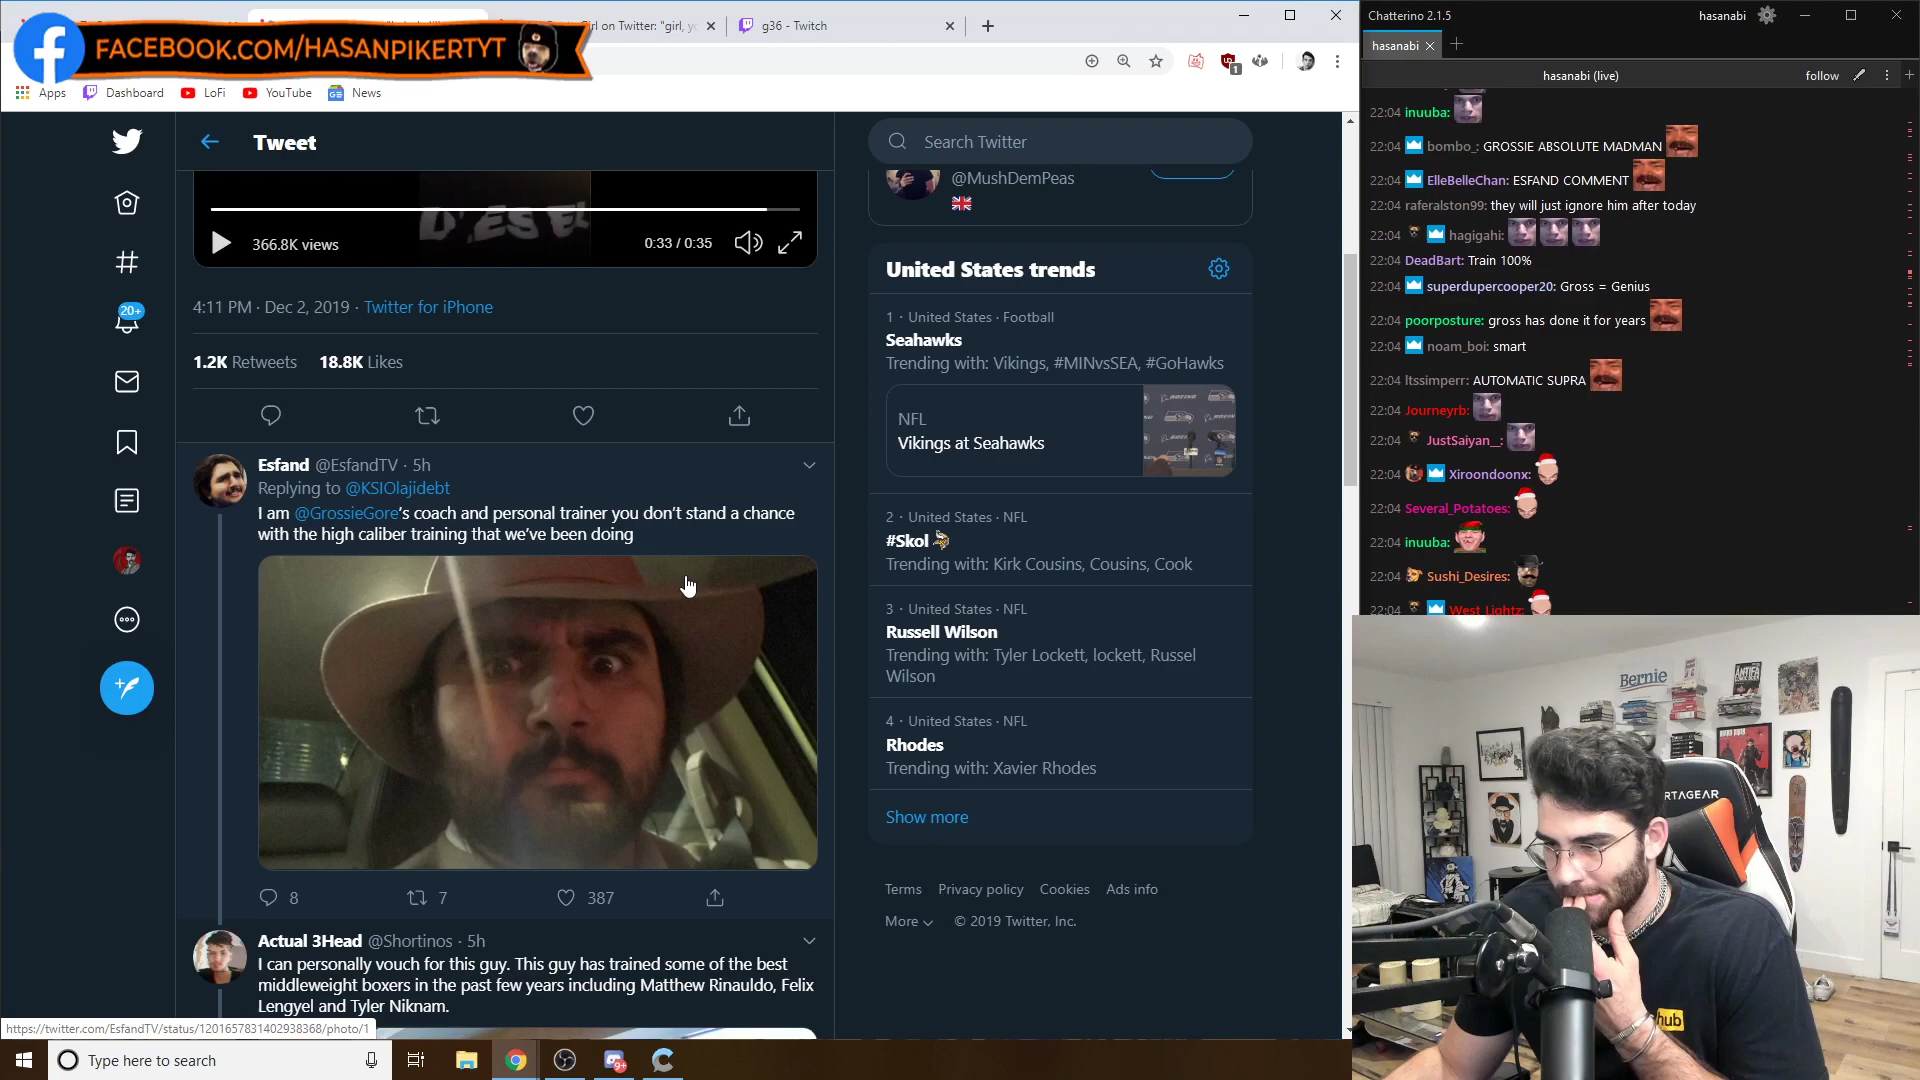 FACEBOOK.COM/HASANPIKERTYT
Girl on Twitter: "girl, y
g36 - Twitch
Apps
Dashboard
LoFi
YouTube
News
1
Tweet
20+
366.8K views
0:33 / 0:35
4:11 PM · Dec 2, 2019 · Twitter for iPhone
1.2K Retweets 18.8K Likes
Esfand @EsfandTV · 5h
Replying to @KSIOlajidebt
I am @GrossieGore's coach and personal trainer you don't stand a chance
with the high caliber training that we've been doing
8
7
387
Actual 3Head @Shortinos · 5h
I can personally vouch for this guy. This guy has trained some of the best
middleweight boxers in the past few years including Matthew Rinauldo, Felix
Lengyel and Tyler Niknam.
https://twitter.com/EsfandTV/status/1201657831402938368/photo/1
Search Twitter
@MushDemPeas
United States trends
1 · United States · Football
Seahawks
Trending with: Vikings, #MINvsSEA, #GoHawks
NFL
Vikings at Seahawks
2 · United States · NFL
#Skol
Trending with: Kirk Cousins, Cousins, Cook
3 · United States · NFL
Russell Wilson
Trending with: Tyler Lockett, lockett, Russel
Wilson
4 · United States · NFL
Rhodes
Trending with: Xavier Rhodes
Show more
Terms Privacy policy Cookies Ads info
More © 2019 Twitter, Inc.
Type here to search
9+
Chatterino 2.1.5
hasanabi
hasanabi
hasanabi (live)
follow
22:04 inuuba:
22:04 bombo_: GROSSIE ABSOLUTE MADMAN
22:04 ElleBelleChan: ESFAND COMMENT
22:04 raferalston99: they will just ignore him after today
22:04 hagigahi:
22:04 DeadBart: Train 100%
22:04 superdupercooper20: Gross = Genius
22:04 poorposture: gross has done it for years
22:04 noam_boi: smart
22:04 ltssimperr: AUTOMATIC SUPRA
22:04 Journeyrb:
22:04 JustSaiyan__:
22:04 Xiroondoonx:
22:04 Several_Potatoes:
22:04 inuuba:
22:04 Sushi_Desires:
22:04 West_Lightz:
Bernie
ANTIFA
RTAGEAR
hub